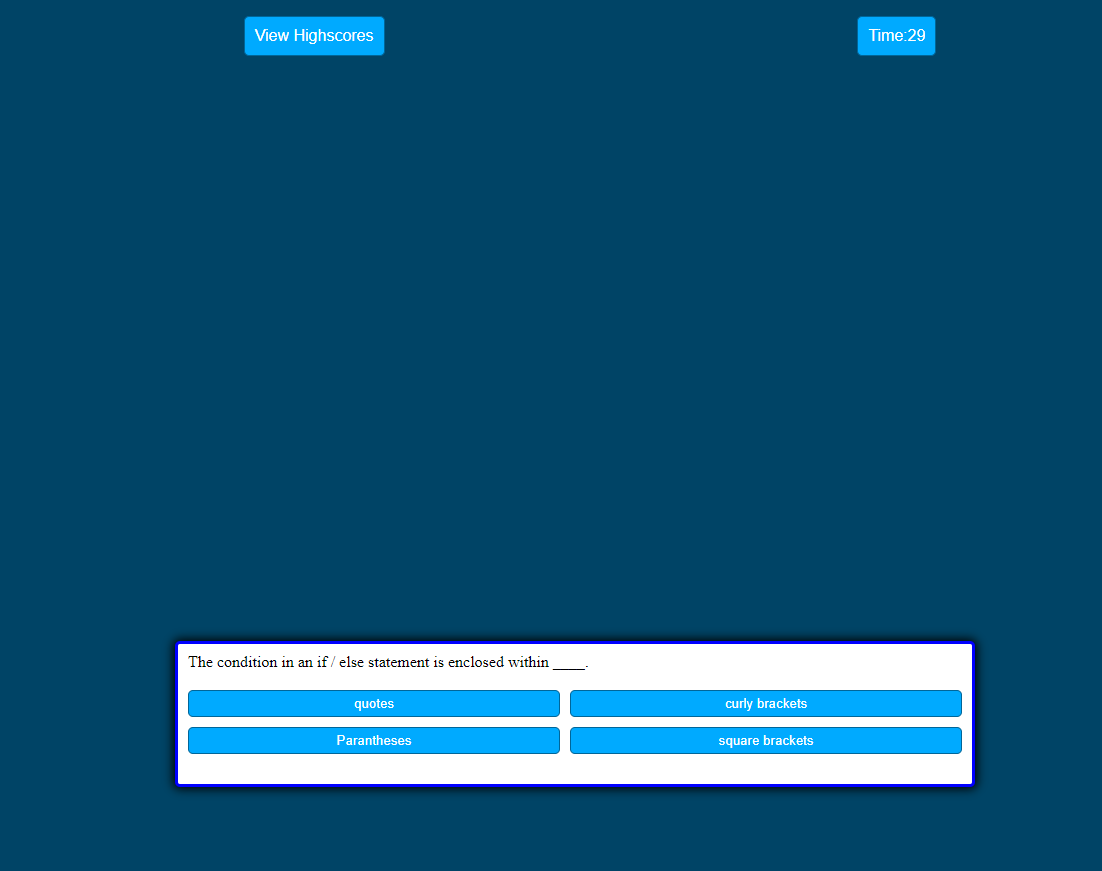 View Highscores
Time:29
The condition in an if / else statement is enclosed within ____.
quotes
curly brackets
Parantheses
square brackets